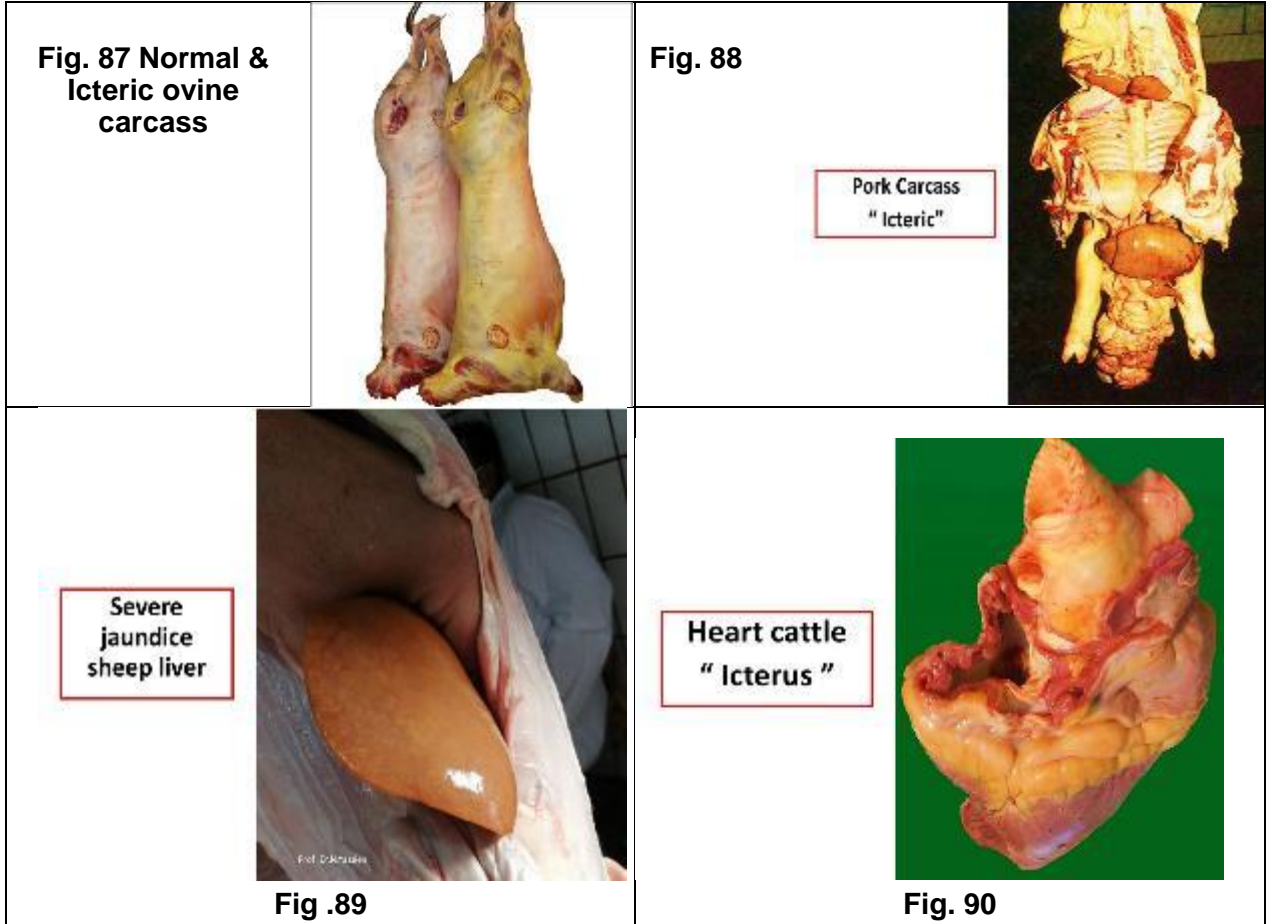 Fig. 87 Normal &
Icteric ovine
carcass
Fig. 88
Pork Carcass
“ Icteric”
Severe
jaundice
sheep liver
Fig .89
Heart cattle
“ Icterus ”
Fig. 90